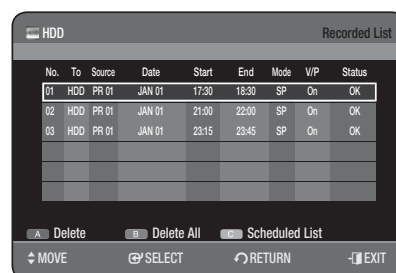 HDD Recorded List
No. To Source Date Start End Mode V/P Status
01 HDD PR 01 JAN 01 17:30 18:30 SP On OK
02 HDD PR 01 JAN 01 21:00 22:00 SP On OK
03 HDD PR 01 JAN 01 23:15 23:45 SP On OK
A Delete B Delete All C Scheduled List
MOVE SELECT RETURN EXIT